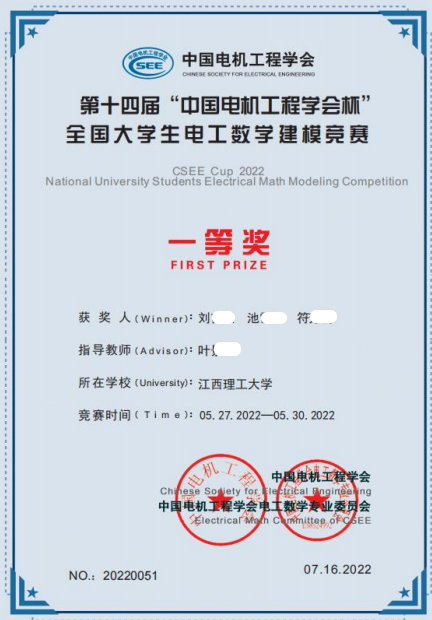 CSEE
中国电机工程学会
CHINESE SOCIETY FOR ELECTRICAL ENGINEERING
第十四届“中国电机工程学会杯”
全国大学生电工数学建模竞赛
CSEE Cup 2022
National University Students Electrical Math Modeling Competition
一等奖
FIRST PRIZE
获 奖 人 (Winner): 刘 池 符
指导教师 (Advisor): 叶
所在学校 (University): 江西理工大学
竞赛时间 ( Time ): 05.27.2022—05.30.2022
中国电机工程学会
Chinese Society for Electrical Engineering
中国电机工程学会电工数学专业委员会
Electrical Math Committee of CSEE
NO.: 20220051
07.16.2022